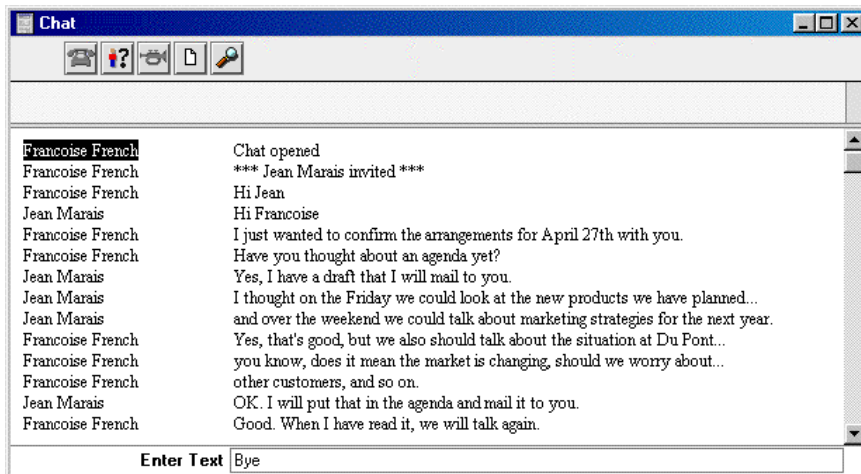 Chat
Francoise French Chat opened
Francoise French *** Jean Marais invited ***
Francoise French Hi Jean
Jean Marais Hi Francoise
Francoise French I just wanted to confirm the arrangements for April 27th with you.
Francoise French Have you thought about an agenda yet?
Jean Marais Yes, I have a draft that I will mail to you.
Jean Marais I thought on the Friday we could look at the new products we have planned...
Jean Marais and over the weekend we could talk about marketing strategies for the next year.
Francoise French Yes, that's good, but we also should talk about the situation at Du Pont...
Francoise French you know, does it mean the market is changing, should we worry about...
Francoise French other customers, and so on.
Jean Marais OK. I will put that in the agenda and mail it to you.
Francoise French Good. When I have read it, we will talk again.
Enter Text Bye